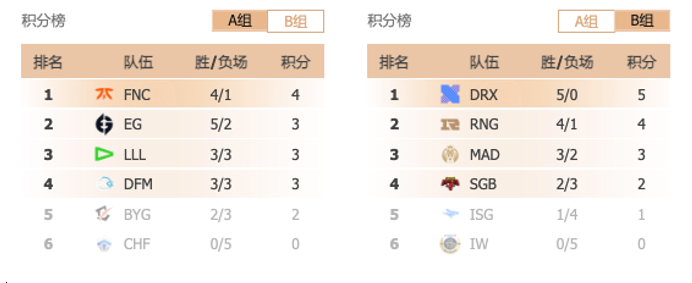 积分榜 A组 B组
排名 队伍 胜/负场 积分
1 FNC 4/1 4
2 EG 5/2 3
3 LLL 3/3 3
4 DFM 3/3 3
5 BYG 2/3 2
6 CHF 0/5 0
积分榜 A组 B组
排名 队伍 胜/负场 积分
1 DRX 5/0 5
2 RNG 4/1 4
3 MAD 3/2 3
4 SGB 2/3 2
5 ISG 1/4 1
6 IW 0/5 0